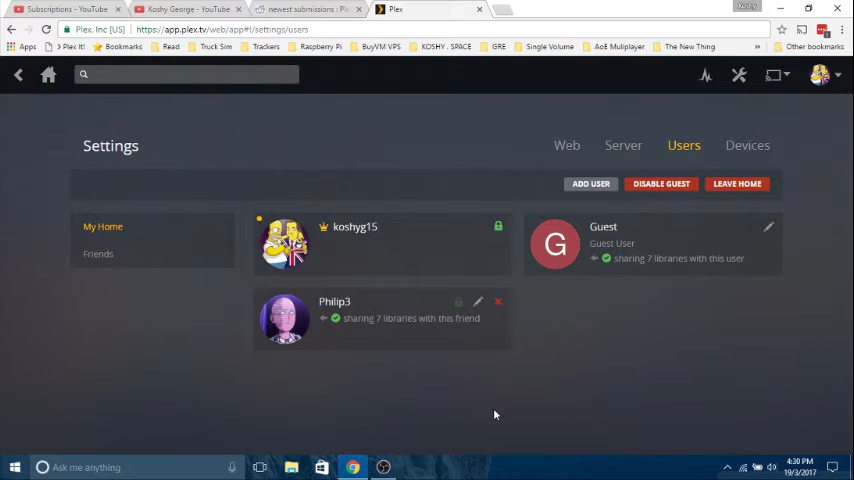 Koshy
Subscriptions - YouTube
Koshy George - YouTube
newest submissions : Ple
Plex
Plex, Inc [US]
https://app.plex.tv/web/app#!/settings/users
Apps
Plex It!
Bookmarks
Read
Truck Sim
Raspberry Pi
BuyVM VPS
KOSHY . SPACE
GRE
Single Volume
AoE Muliplayer
The New Thing
Other bookmarks
Settings
Web
Server
Users
Devices
ADD USER
DISABLE GUEST
LEAVE HOME
My Home
Friends
koshyg15
G
Guest
Guest User
sharing 7 libraries with this user
Philip3
sharing 7 libraries with this friend
Ask me anything
4:30 PM
19/3/2017